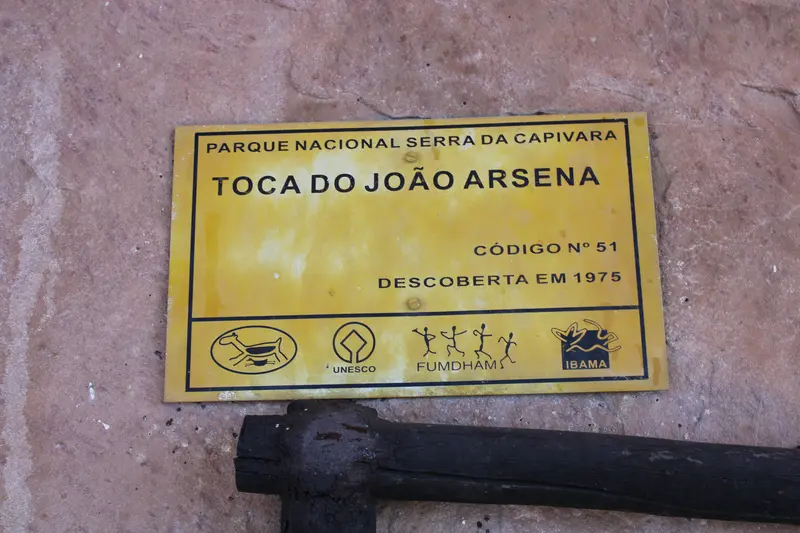 PARQUE NACIONAL SERRA DA CAPIVARA
TOCA DO JOÃO ARSENA
CÓDIGO Nº 51
DESCOBERTA EM 1975
UNESCO
FUMDHAM
IBAMA